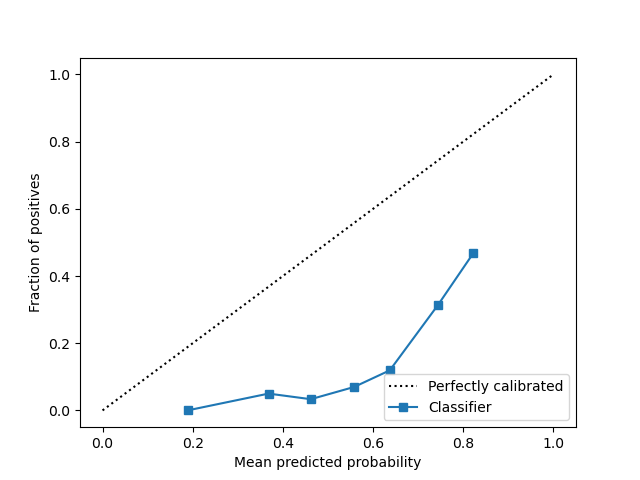 1.0
0.8
0.6
0.4
0.2
0.0
Fraction of positives
Perfectly calibrated
Classifier
0.0 0.2 0.4 0.6 0.8 1.0
Mean predicted probability